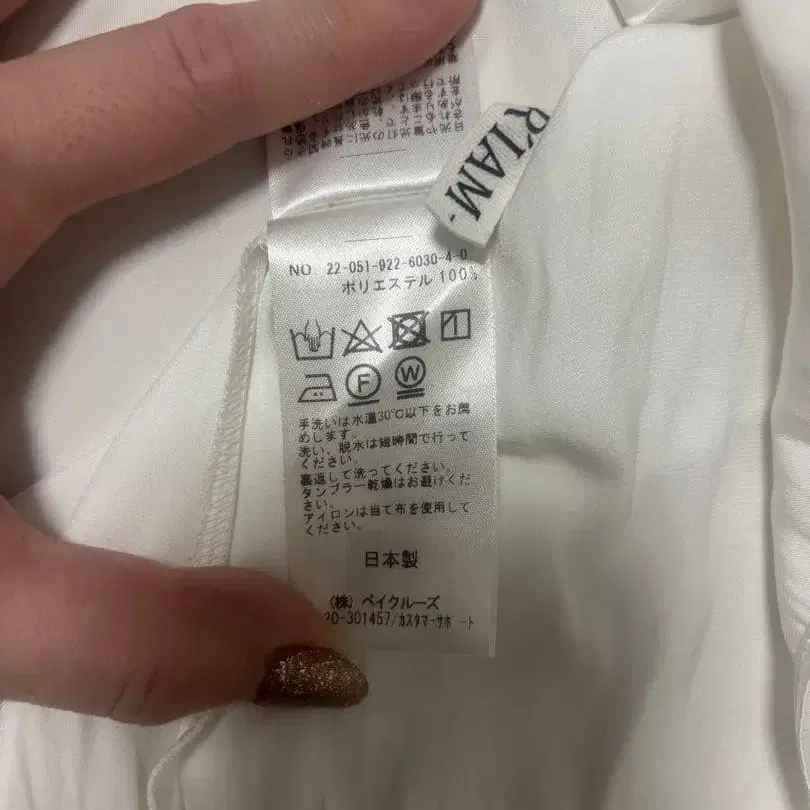 R'IAM.
NO 22-051-922-6030-4-0
ポリエステル 100%
F W
手洗いは水温30℃以下をお薦
めします。
洗い、脱水は短時間で行って
ください。
裏返して洗ってください。
タンブラー乾燥はお避けくだ
さい。
アイロンは当て布を使用して
ください。
日本製
(株) ベイクルーズ
20-301457/カスタマーサポート